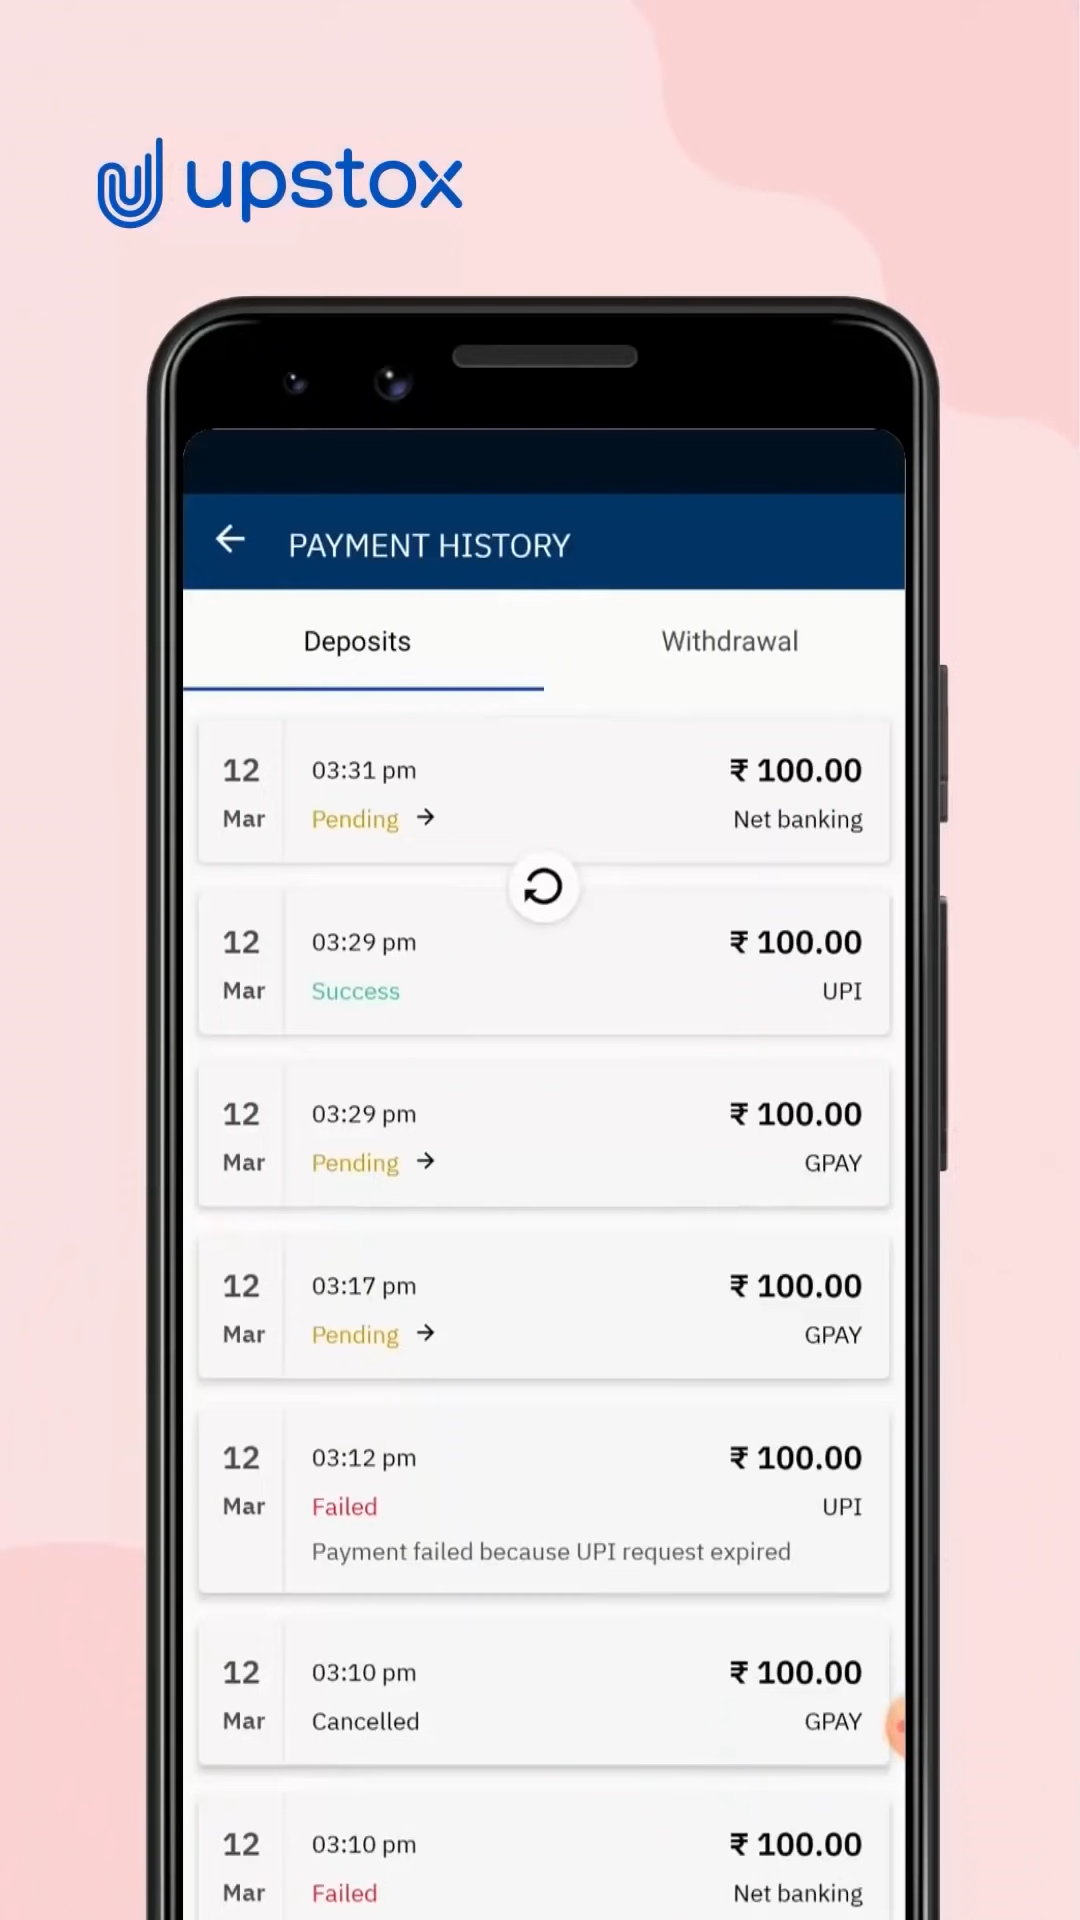 upstox
PAYMENT HISTORY
Deposits Withdrawal
12 03:31 pm ₹ 100.00
Mar Pending → Net banking
12 03:29 pm ₹ 100.00
Mar Success UPI
12 03:29 pm ₹ 100.00
Mar Pending → GPAY
12 03:17 pm ₹ 100.00
Mar Pending → GPAY
12 03:12 pm ₹ 100.00
Mar Failed UPI
Payment failed because UPI request expired
12 03:10 pm ₹ 100.00
Mar Cancelled GPAY
12 03:10 pm ₹ 100.00
Mar Failed Net banking